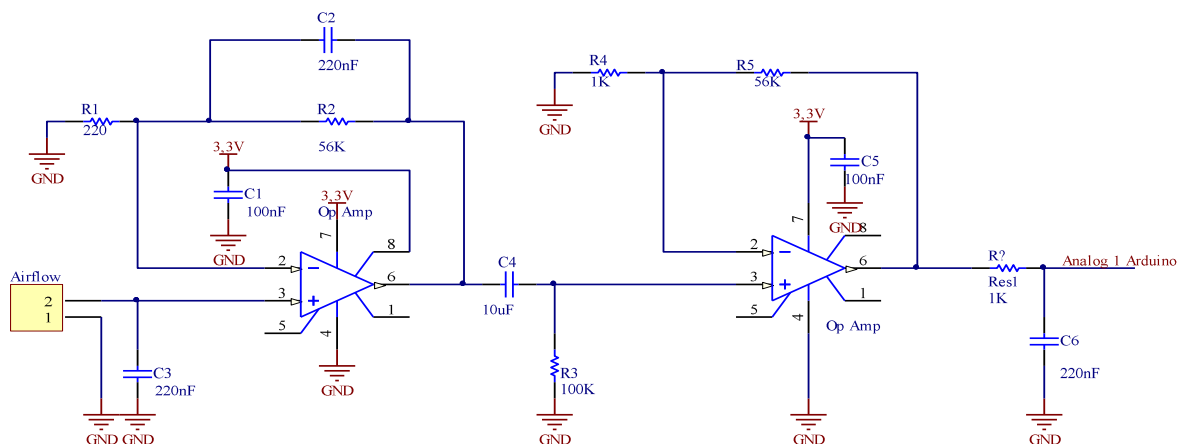 C2
220nF
R1
220
R2
56K
GND
3,3V
C1
100nF
GND
3,3V
Op Amp
7
8
2
6
3
1
5
4
GND
Airflow
2
1
C3
220nF
GND
GND
C4
10uF
R3
100K
GND
R4
1K
GND
R5
56K
3,3V
C5
100nF
GND
7
8
2
6
3
1
5
4
Op Amp
GND
R?
Res1
1K
Analog 1 Arduino
C6
220nF
GND